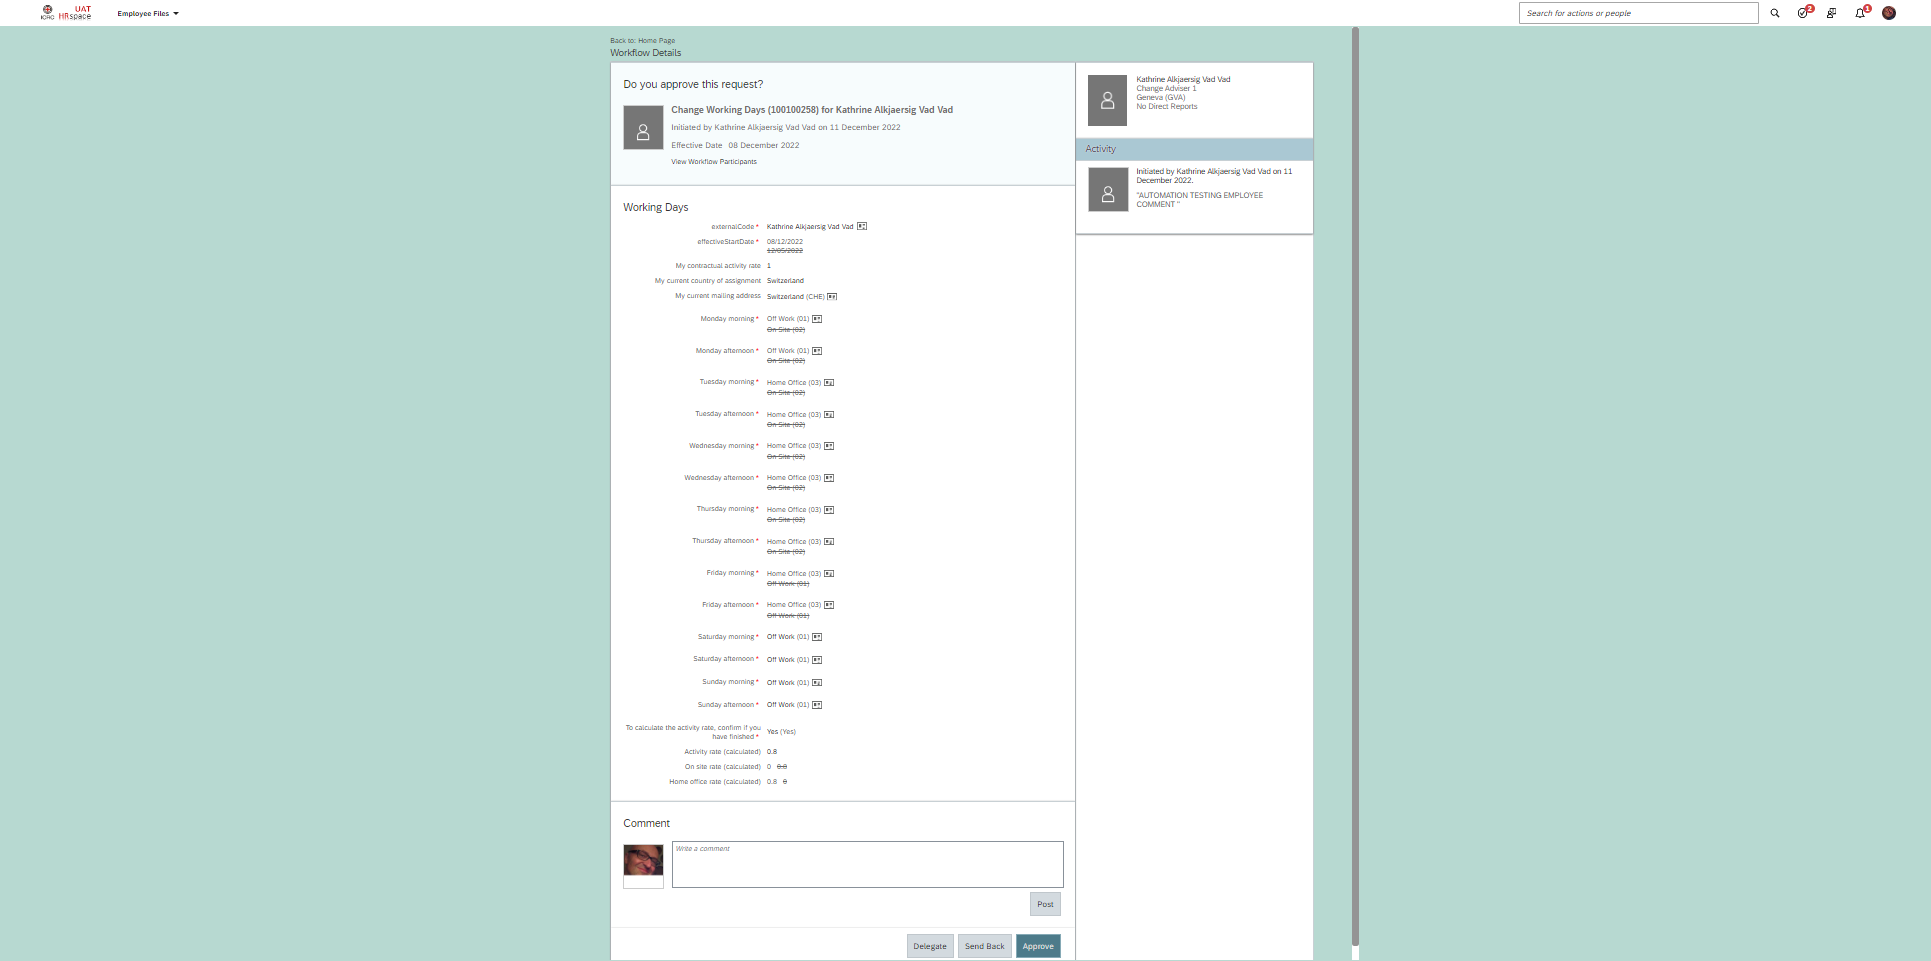 ICRC
UAT
HRspace
Employee Files
Search for actions or people
2
1
Back to: Home Page
Workflow Details
Do you approve this request?
Change Working Days (100100258) for Kathrine Alkjaersig Vad Vad
Initiated by Kathrine Alkjaersig Vad Vad on 11 December 2022
Effective Date 08 December 2022
View Workflow Participants
Working Days
externalCode * Kathrine Alkjaersig Vad Vad
effectiveStartDate * 08/12/2022
12/05/2022
My contractual activity rate 1
My current country of assignment Switzerland
My current mailing address Switzerland (CHE)
Monday morning * Off Work (01)
On Site (02)
Monday afternoon * Off Work (01)
On Site (02)
Tuesday morning * Home Office (03)
On Site (02)
Tuesday afternoon * Home Office (03)
On Site (02)
Wednesday morning * Home Office (03)
On Site (02)
Wednesday afternoon * Home Office (03)
On Site (02)
Thursday morning * Home Office (03)
On Site (02)
Thursday afternoon * Home Office (03)
On Site (02)
Friday morning * Home Office (03)
Off Work (01)
Friday afternoon * Home Office (03)
Off Work (01)
Saturday morning * Off Work (01)
Saturday afternoon * Off Work (01)
Sunday morning * Off Work (01)
Sunday afternoon * Off Work (01)
To calculate the activity rate, confirm if you
have finished * Yes (Yes)
Activity rate (calculated) 0.8
On site rate (calculated) 0 0.8
Home office rate (calculated) 0.8 0
Comment
Write a comment
Post
Delegate
Send Back
Approve
Kathrine Alkjaersig Vad Vad
Change Adviser 1
Geneva (GVA)
No Direct Reports
Activity
Initiated by Kathrine Alkjaersig Vad Vad on 11
December 2022.
"AUTOMATION TESTING EMPLOYEE
COMMENT "